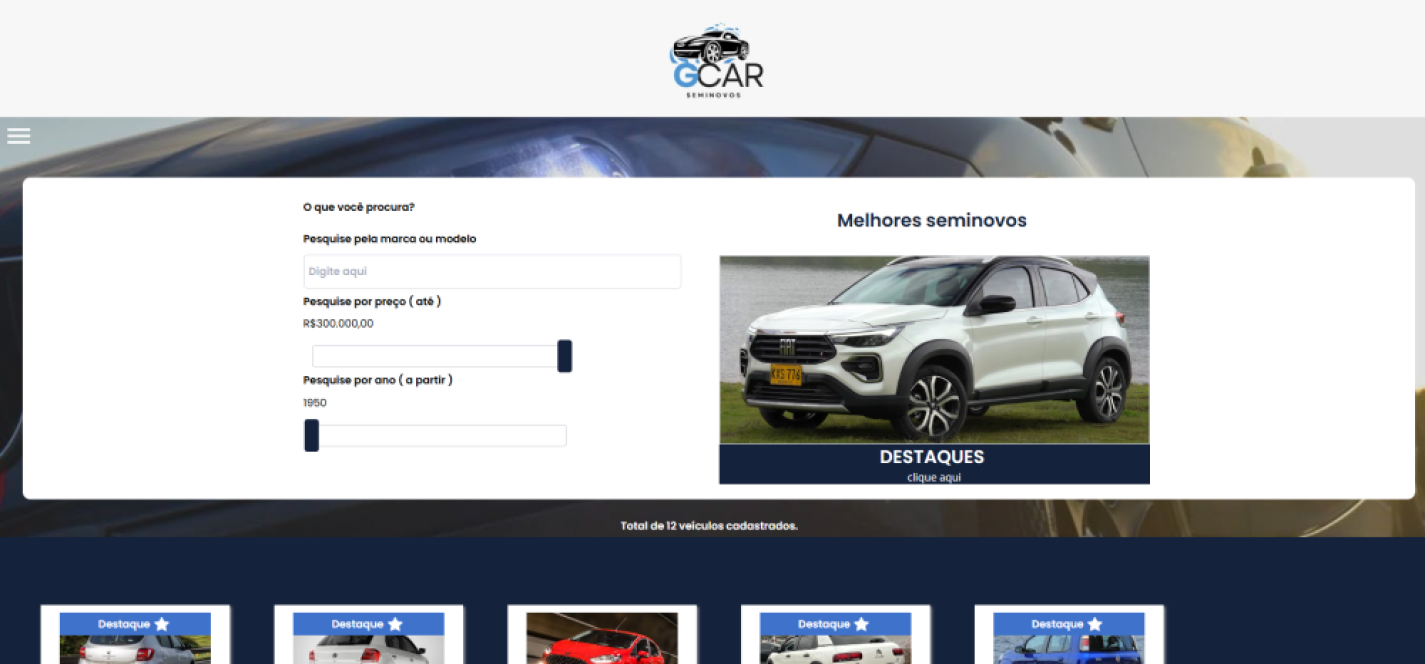 GCAR
SEMINOVOS
O que você procura?
Pesquise pela marca ou modelo
Digite aqui
Pesquise por preço ( até )
R$300.000,00
Pesquise por ano ( a partir )
1950
Melhores seminovos
FIAT
KXS 776
DESTAQUES
clique aqui
Total de 12 veículos cadastrados.
Destaque
Destaque
Destaque
Destaque